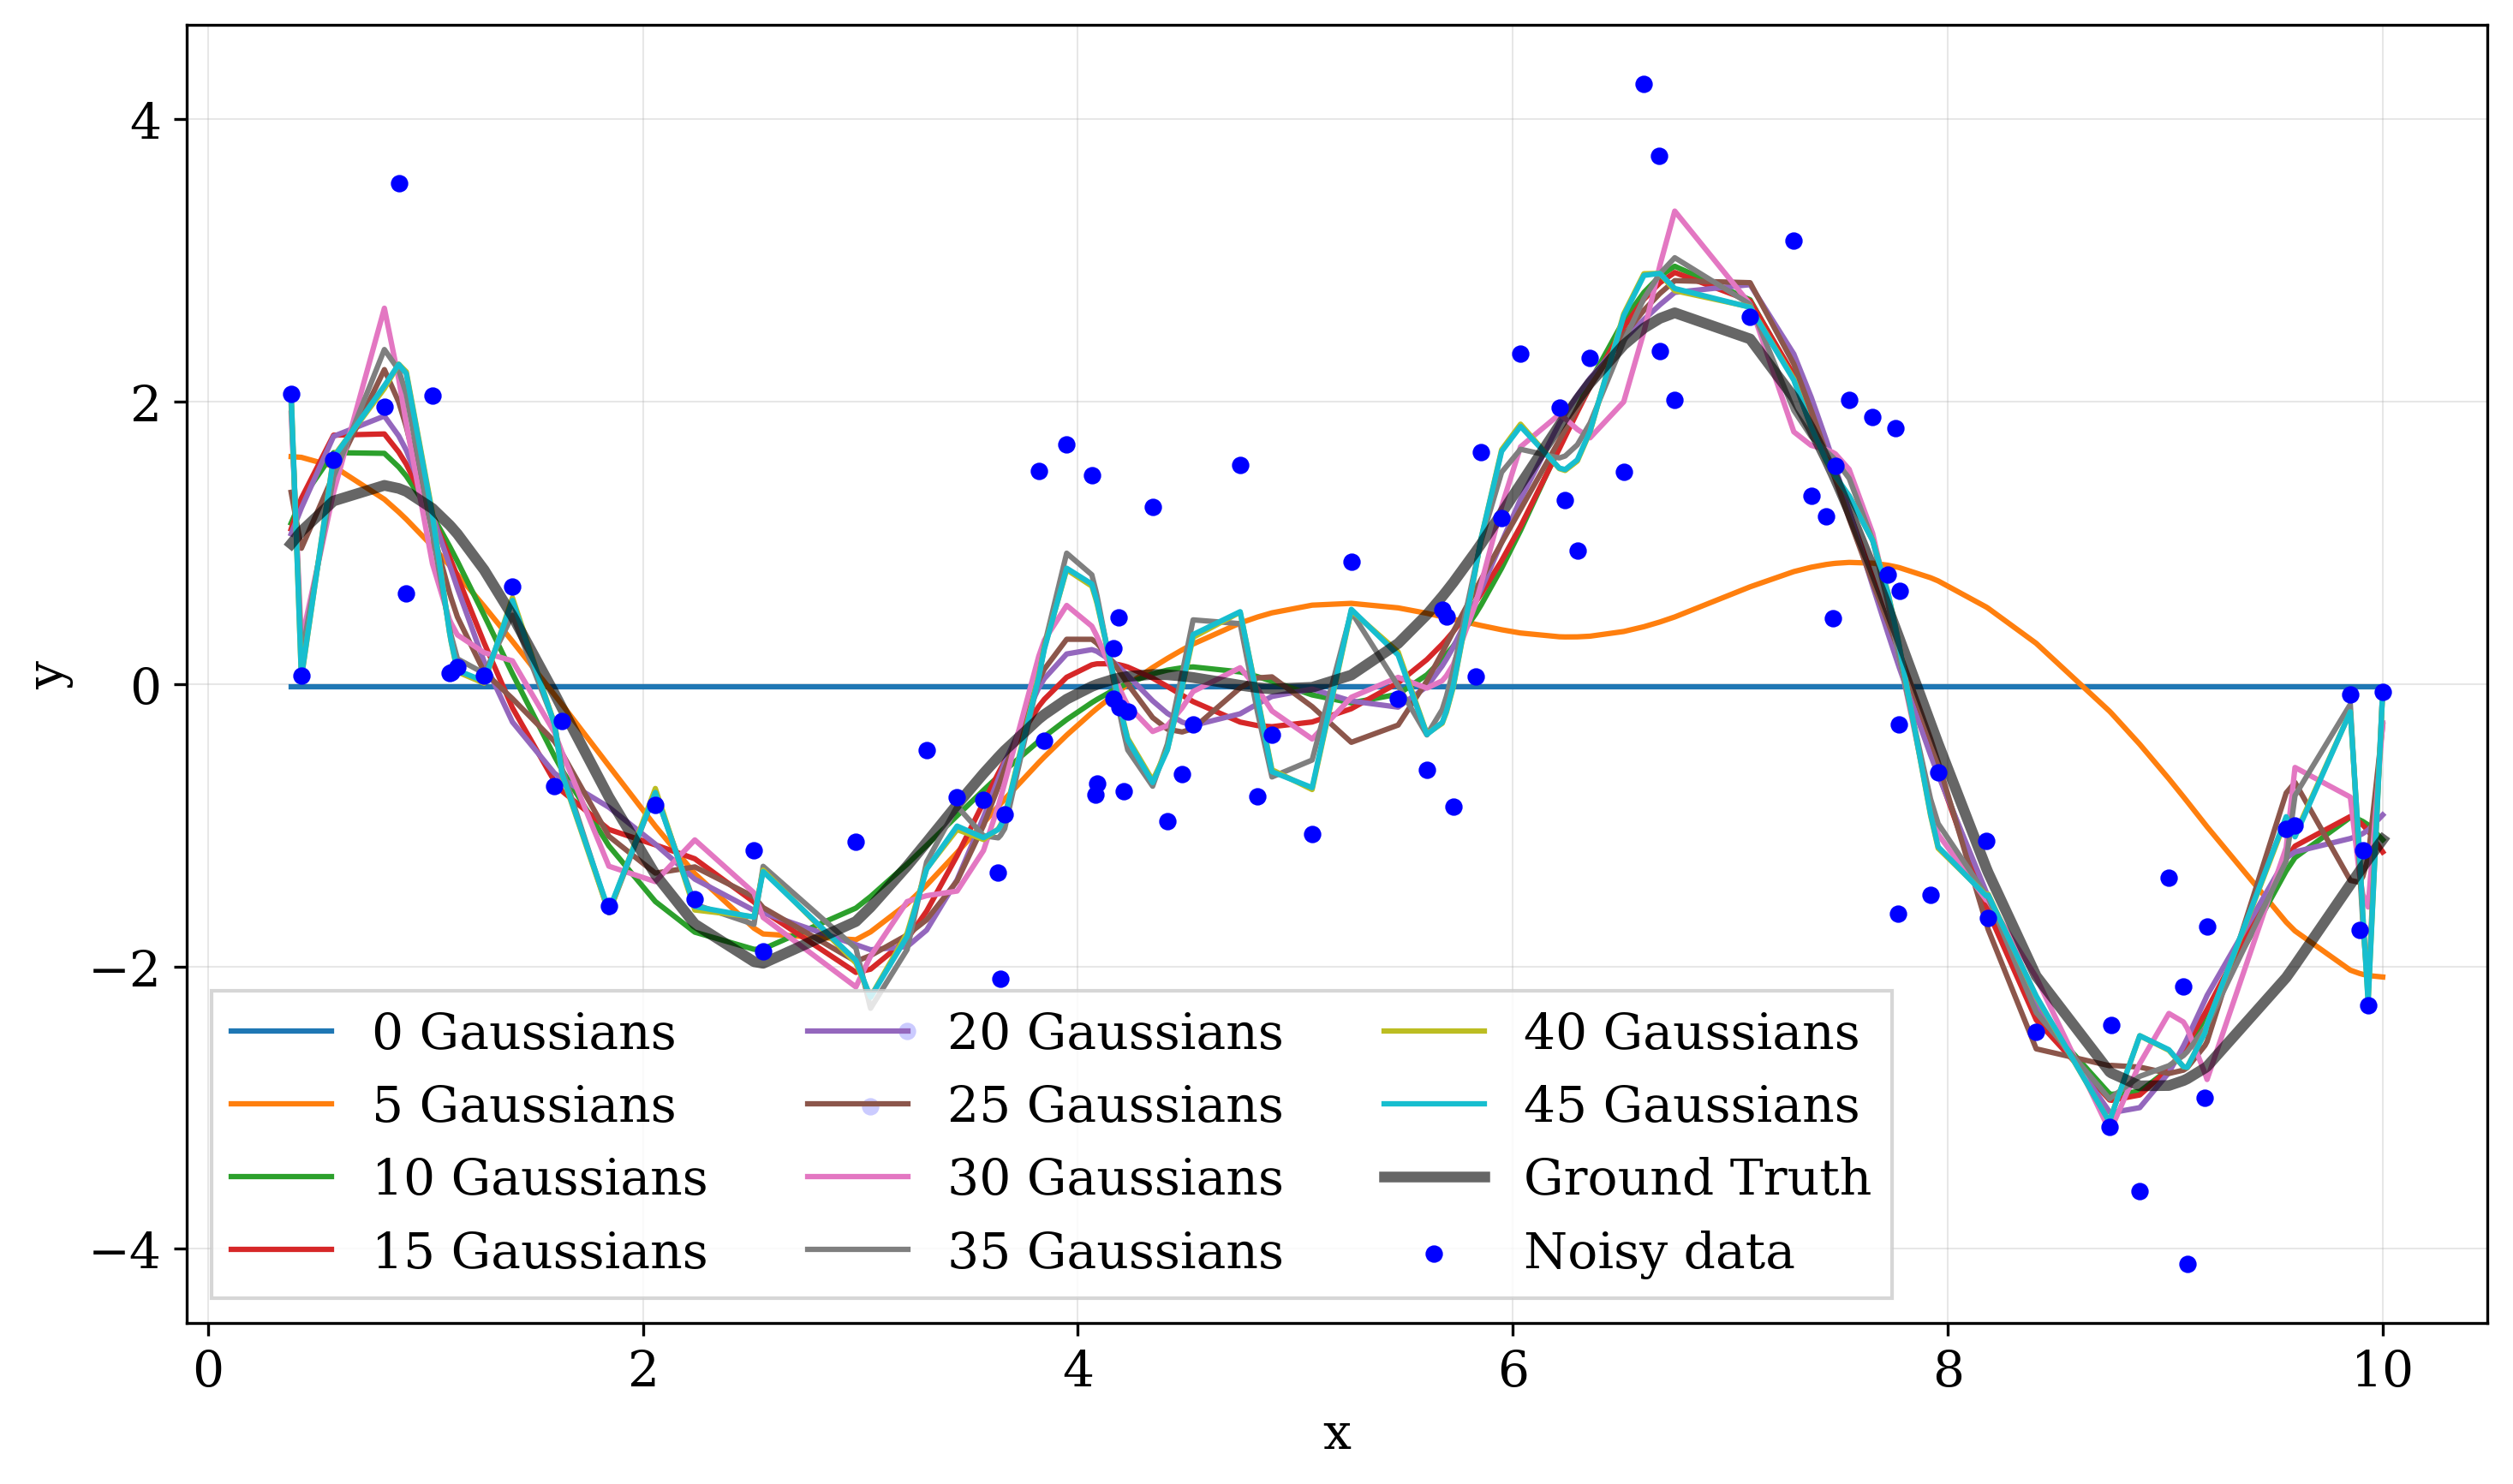 4
2
0
−2
−4
y
0 Gaussians
5 Gaussians
10 Gaussians
15 Gaussians
20 Gaussians
25 Gaussians
30 Gaussians
35 Gaussians
40 Gaussians
45 Gaussians
Ground Truth
Noisy data
0 2 4 6 8 10
x